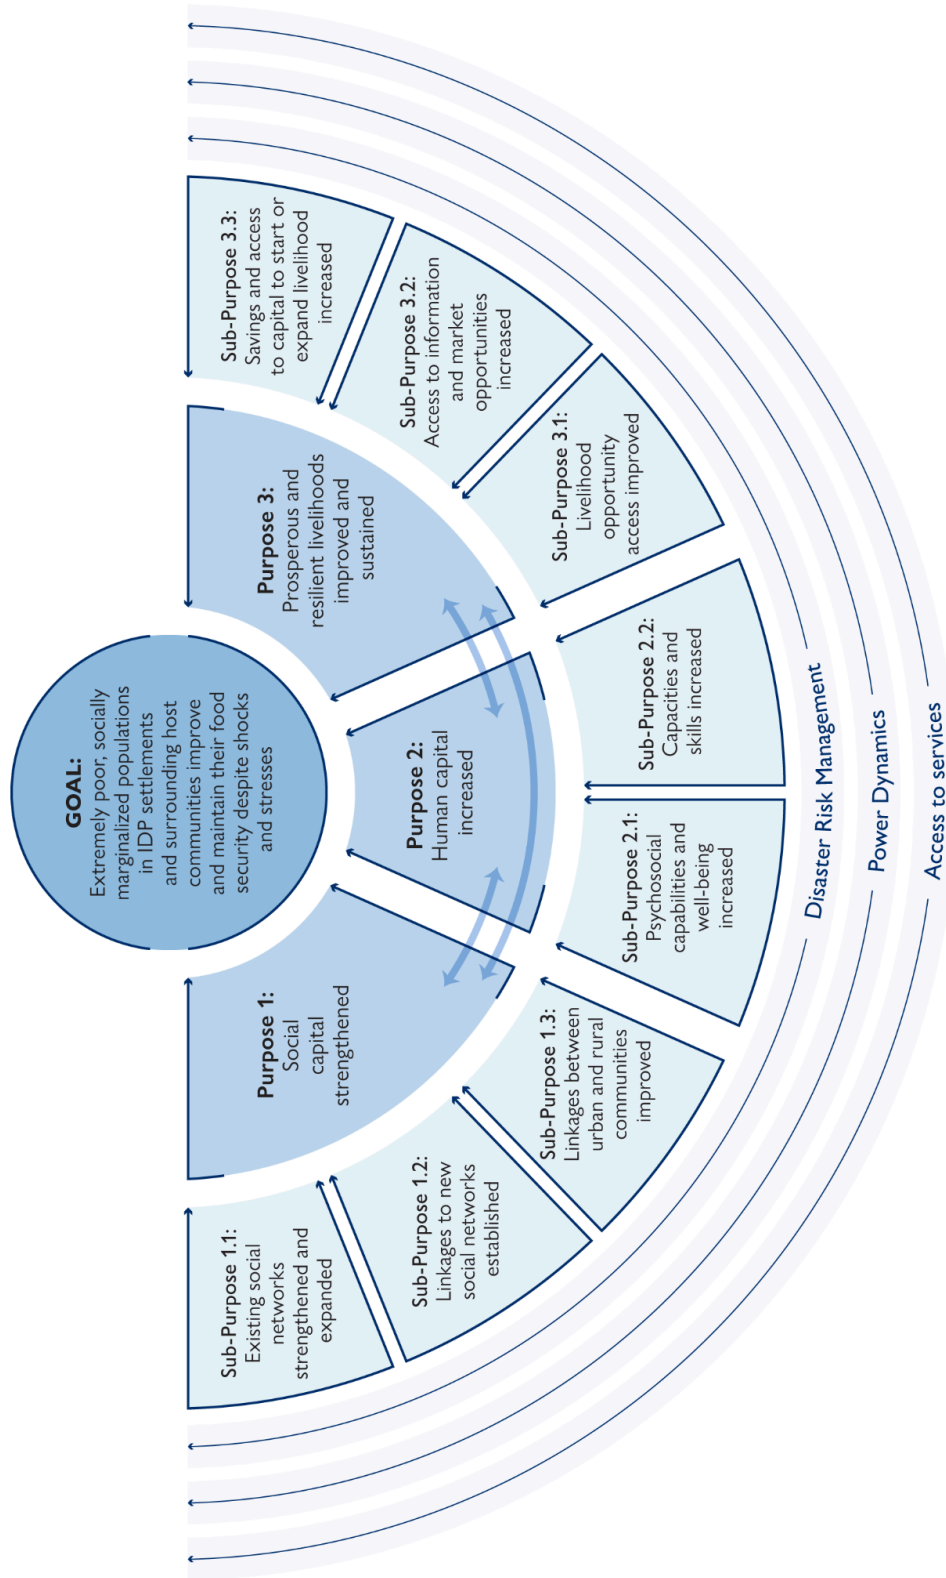 GOAL:
Extremely poor, socially
marginalized populations
in IDP settlements
and surrounding host
communities improve
and maintain their food
security despite shocks
and stresses
Purpose 1:
Social
capital
strengthened
Purpose 2:
Human capital
increased
Purpose 3:
Prosperous and
resilient livelihoods
improved and
sustained
Sub-Purpose 1.1:
Existing social
networks
strengthened and
expanded
Sub-Purpose 1.2:
Linkages to new
social networks
established
Sub-Purpose 1.3:
Linkages between
urban and rural
communities
improved
Sub-Purpose 2.1:
Psychosocial
capabilities and
well-being
increased
Sub-Purpose 2.2:
Capacities and
skills increased
Sub-Purpose 3.1:
Livelihood
opportunity
access improved
Sub-Purpose 3.2:
Access to information
and market
opportunities
increased
Sub-Purpose 3.3:
Savings and access
to capital to start or
expand livelihood
increased
Disaster Risk Management
Power Dynamics
Access to services